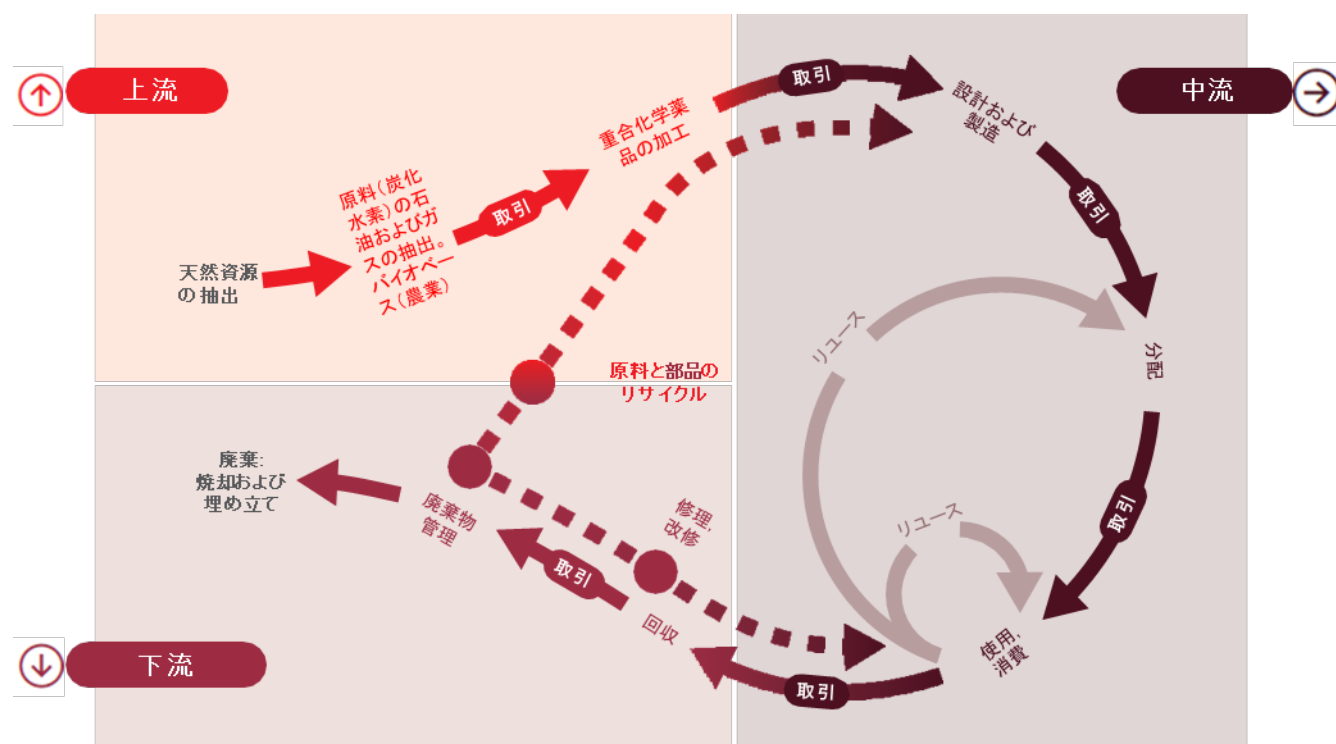 上流
中流
取引
設計および
製造
重合化学薬
品の加工
取引
原料（炭化
水素）の石
油およびガ
スの抽出。
バイオベー
ス（農業）
取引
天然資源
の抽出
リユース
分配
原料と部品の
リサイクル
廃棄:
焼却および
埋め立て
廃棄物
管理
修理,
改修
リユース
取引
取引
回収
使用,
消費
下流
取引